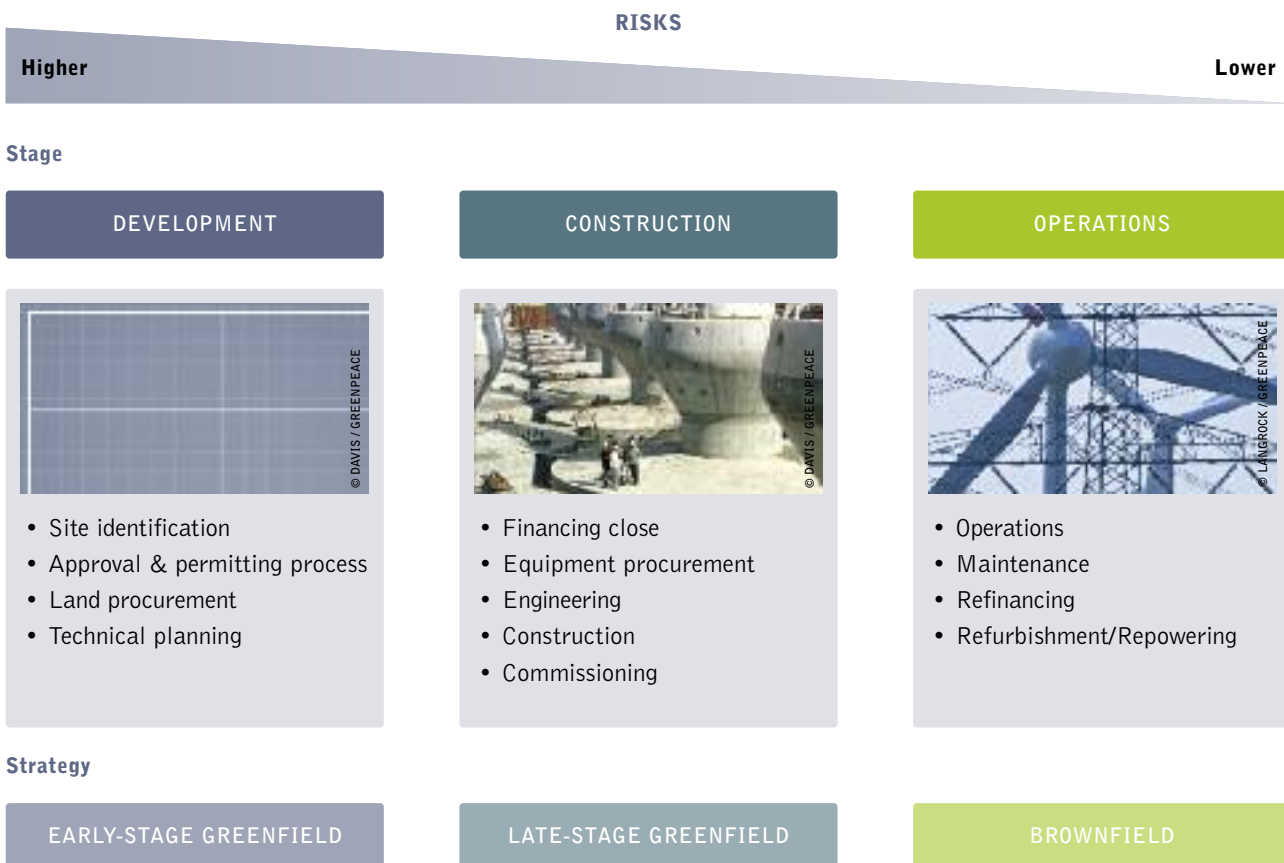 RISKS
Higher
Lower
Stage
DEVELOPMENT
© DAVIS / GREENPEACE
• Site identification
• Approval & permitting process
• Land procurement
• Technical planning
CONSTRUCTION
© DAVIS / GREENPEACE
• Financing close
• Equipment procurement
• Engineering
• Construction
• Commissioning
OPERATIONS
© LANGROCK / GREENPEACE
• Operations
• Maintenance
• Refinancing
• Refurbishment/Repowering
Strategy
EARLY-STAGE GREENFIELD
LATE-STAGE GREENFIELD
BROWNFIELD